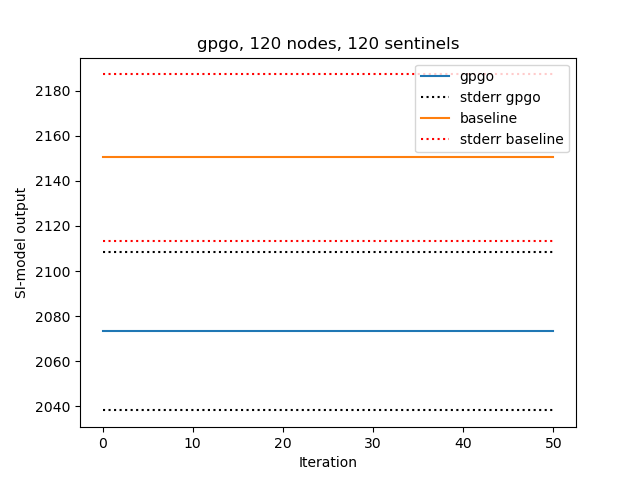 gpgo, 120 nodes, 120 sentinels
gpgo
stderr gpgo
baseline
stderr baseline
SI-model output
2180
2160
2140
2120
2100
2080
2060
2040
0 10 20 30 40 50
Iteration